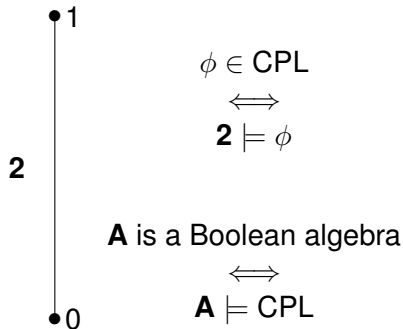 1
ϕ ∈ CPL
⟺
2 ⊨ ϕ
2
A is a Boolean algebra
⟺
A ⊨ CPL
0